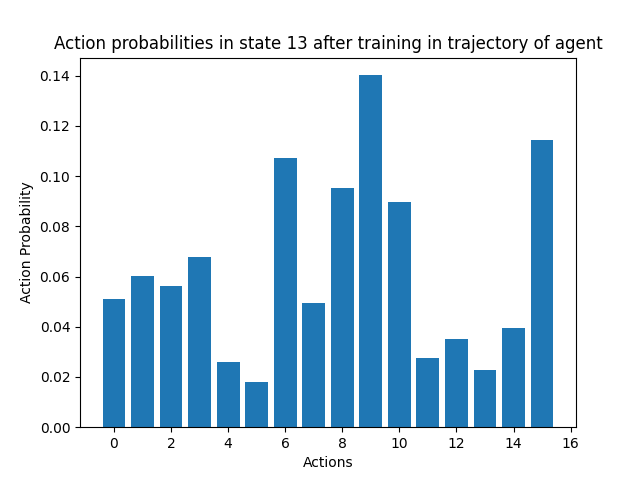 Action probabilities in state 13 after training in trajectory of agent
0.14
0.12
0.10
0.08
0.06
0.04
0.02
0.00
Action Probability
0 2 4 6 8 10 12 14 16
Actions